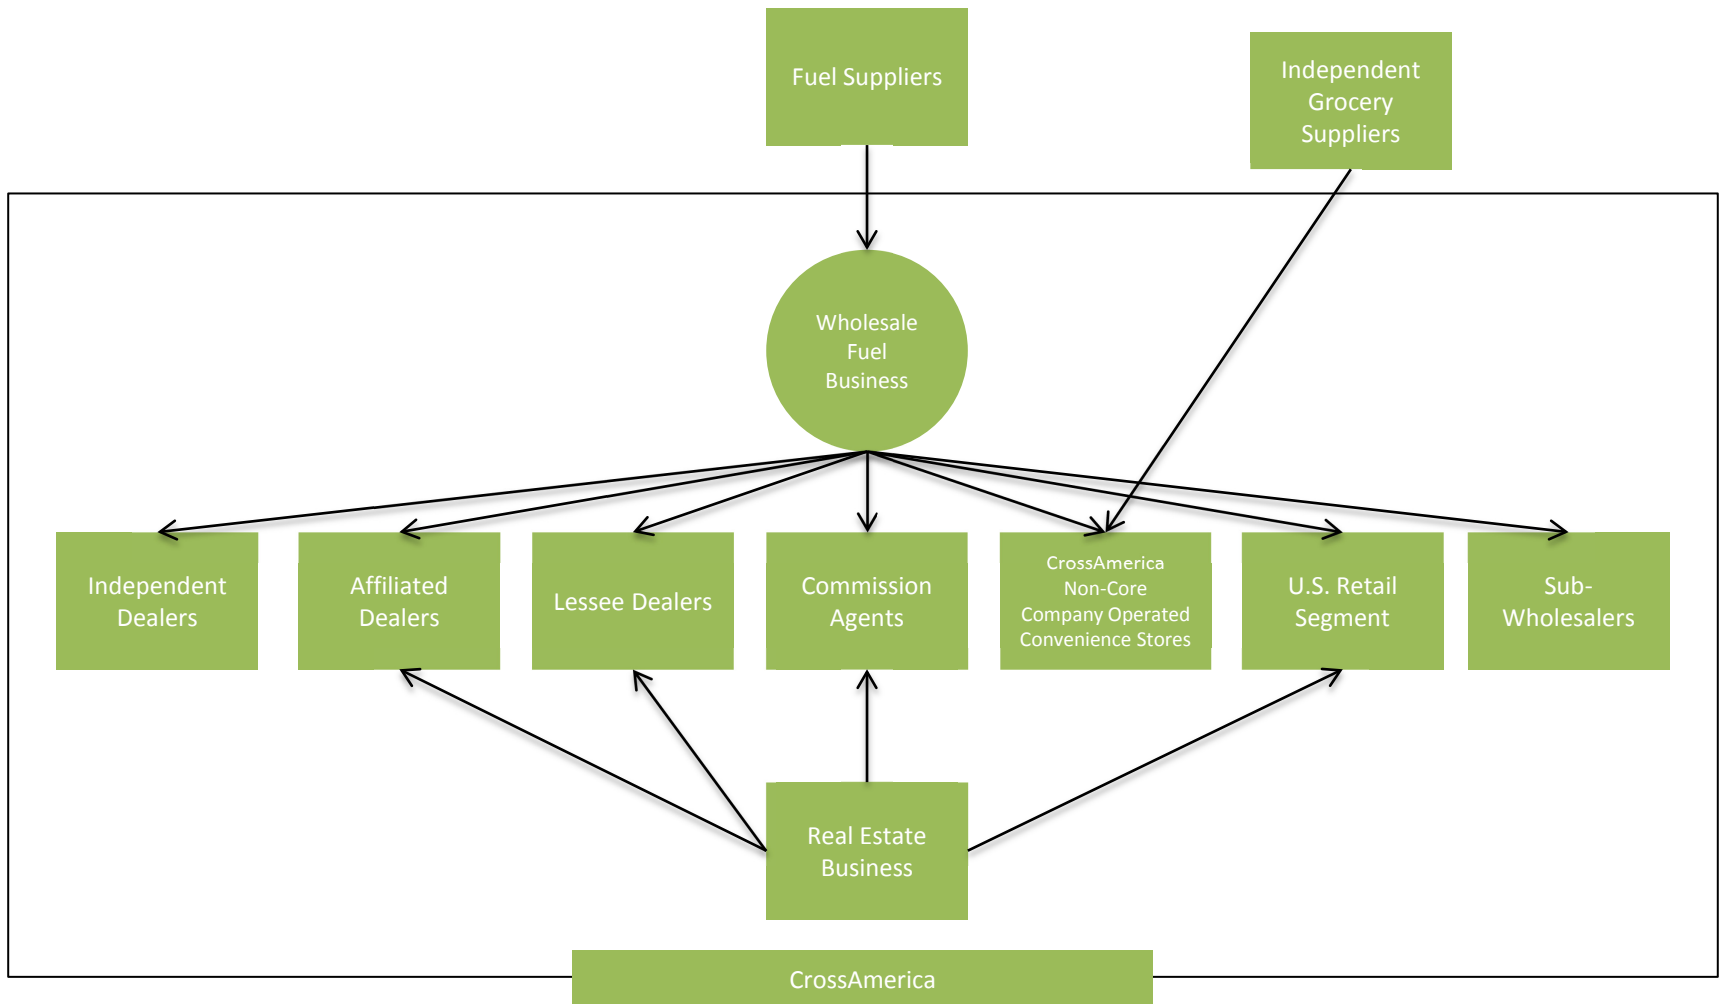 Fuel Suppliers
Independent
Grocery
Suppliers
Wholesale
Fuel
Business
Independent
Dealers
Affiliated
Dealers
Lessee Dealers
Commission
Agents
CrossAmerica
Non-Core
Company Operated
Convenience Stores
U.S. Retail
Segment
Sub-
Wholesalers
Real Estate
Business
CrossAmerica